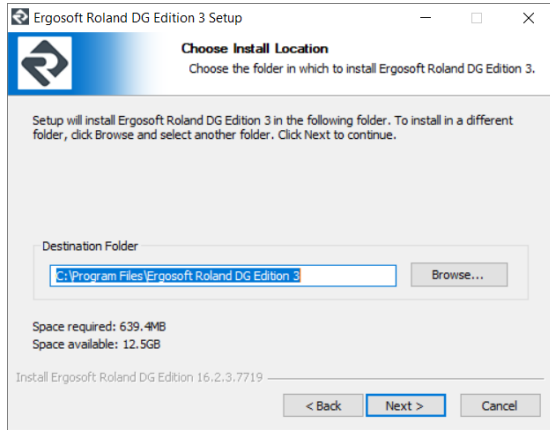 Ergosoft Roland DG Edition 3 Setup
Choose Install Location
Choose the folder in which to install Ergosoft Roland DG Edition 3.
Setup will install Ergosoft Roland DG Edition 3 in the following folder. To install in a different
folder, click Browse and select another folder. Click Next to continue.
Destination Folder
C:\Program Files\Ergosoft Roland DG Edition 3
Browse...
Space required: 639.4MB
Space available: 12.5GB
Install Ergosoft Roland DG Edition 16.2.3.7719
< Back Next > Cancel